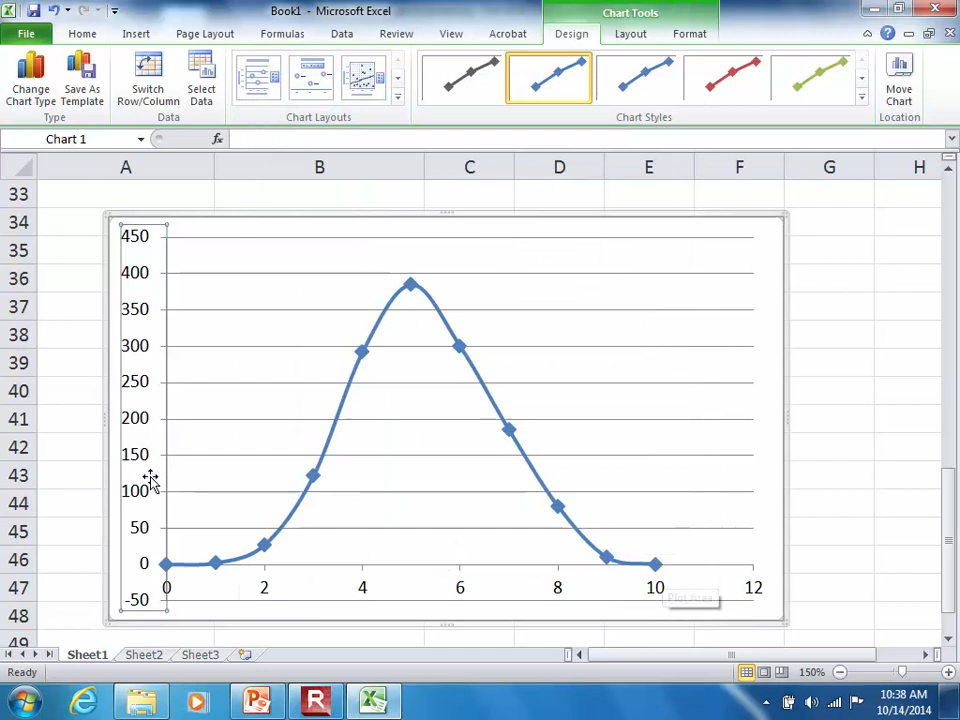 Book1 - Microsoft Excel
Chart Tools
File Home Insert Page Layout Formulas Data Review View Acrobat Design Layout Format
Change Chart Type
Save As Template
Switch Row/Column
Select Data
Move Chart
Type Data Chart Layouts Chart Styles Location
Chart 1 fx
A B C D E F G H
33
34
35
36
37
38
39
40
41
42
43
44
45
46
47
48
49
450
400
350
300
250
200
150
100
50
0
-50
0 2 4 6 8 10 12
Plot Area
Sheet1 Sheet2 Sheet3
Ready 150%
10:38 AM
10/14/2014